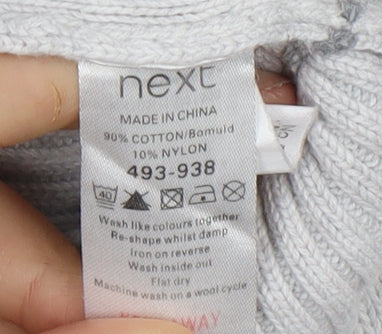 next
MADE IN CHINA
90% COTTON/Bomuld
10% NYLON
493-938
40
Wash like colours together
Re-shape whilst damp
Iron on reverse
Wash inside out
Flat dry
Machine wash on a wool cycle
AWAY